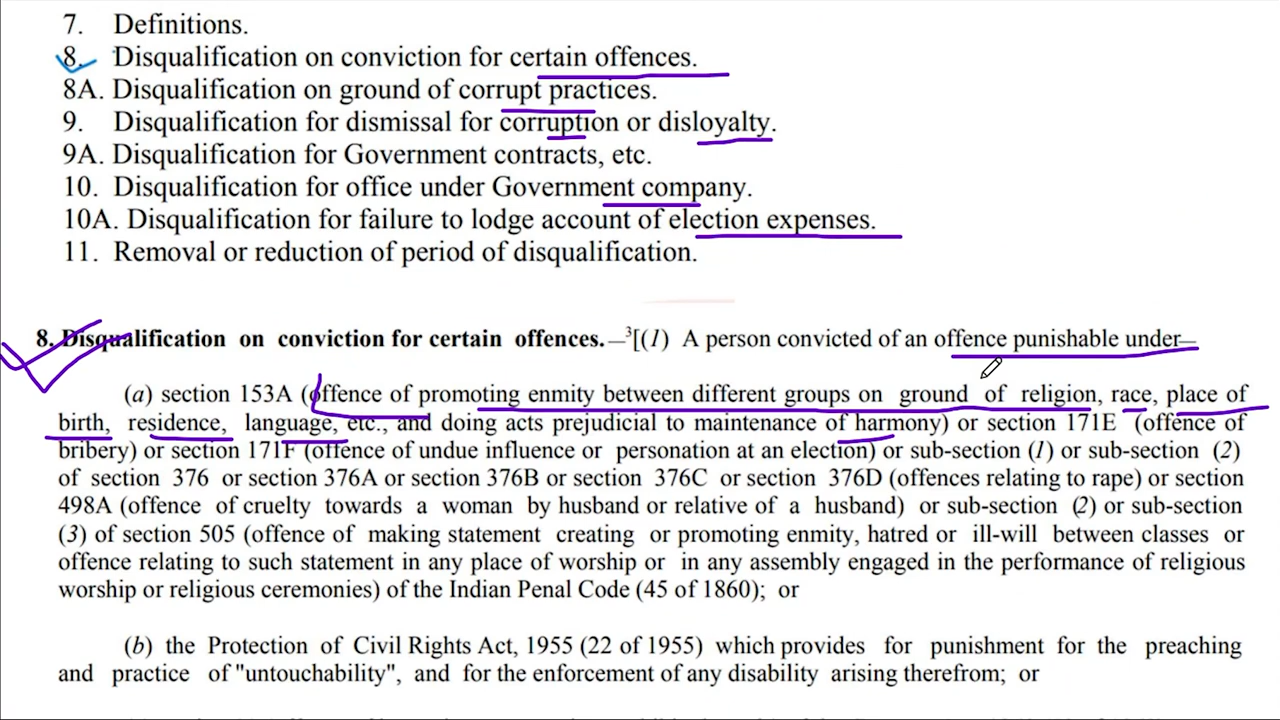 7. Definitions.
8. Disqualification on conviction for certain offences.
8A. Disqualification on ground of corrupt practices.
9. Disqualification for dismissal for corruption or disloyalty.
9A. Disqualification for Government contracts, etc.
10. Disqualification for office under Government company.
10A. Disqualification for failure to lodge account of election expenses.
11. Removal or reduction of period of disqualification.
8. Disqualification on conviction for certain offences.—3[(1) A person convicted of an offence punishable under—
(a) section 153A (offence of promoting enmity between different groups on ground of religion, race, place of
birth, residence, language, etc., and doing acts prejudicial to maintenance of harmony) or section 171E (offence of
bribery) or section 171F (offence of undue influence or personation at an election) or sub-section (1) or sub-section (2)
of section 376 or section 376A or section 376B or section 376C or section 376D (offences relating to rape) or section
498A (offence of cruelty towards a woman by husband or relative of a husband) or sub-section (2) or sub-section
(3) of section 505 (offence of making statement creating or promoting enmity, hatred or ill-will between classes or
offence relating to such statement in any place of worship or in any assembly engaged in the performance of religious
worship or religious ceremonies) of the Indian Penal Code (45 of 1860); or
(b) the Protection of Civil Rights Act, 1955 (22 of 1955) which provides for punishment for the preaching
and practice of "untouchability", and for the enforcement of any disability arising therefrom; or